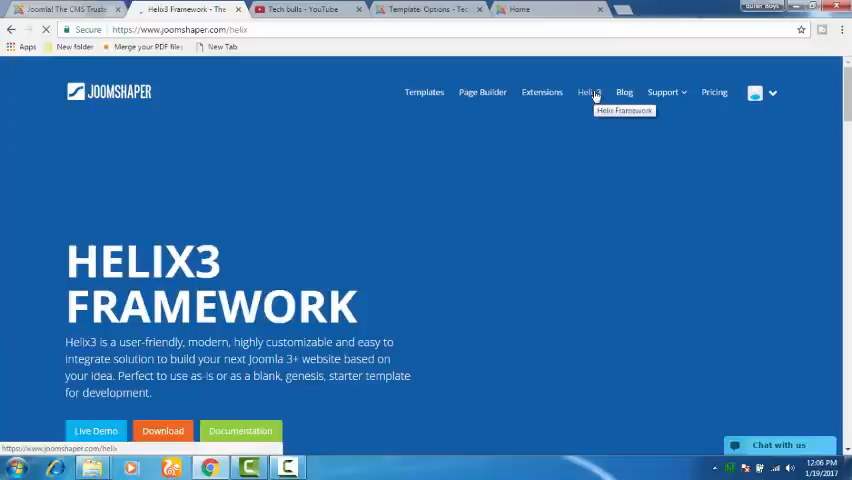 Joomla! The CMS Truste
Helix3 Framework - The
Tech bulls - YouTube
Template: Options - Tec
Home
Buller Boys
Secure
https://www.joomshaper.com/helix
Apps
New folder
Merge your PDF files
New Tab
JOOMSHAPER
Templates
Page Builder
Extensions
Helix3
Blog
Support
Pricing
Helix Framework
HELIX3
FRAMEWORK
Helix3 is a user-friendly, modern, highly customizable and easy to
integrate solution to build your next Joomla 3+ website based on
your idea. Perfect to use as-is or as a blank, genesis, starter template
for development.
Live Demo
Download
Documentation
Chat with us
https://www.joomshaper.com/helix
12:06 PM
1/19/2017